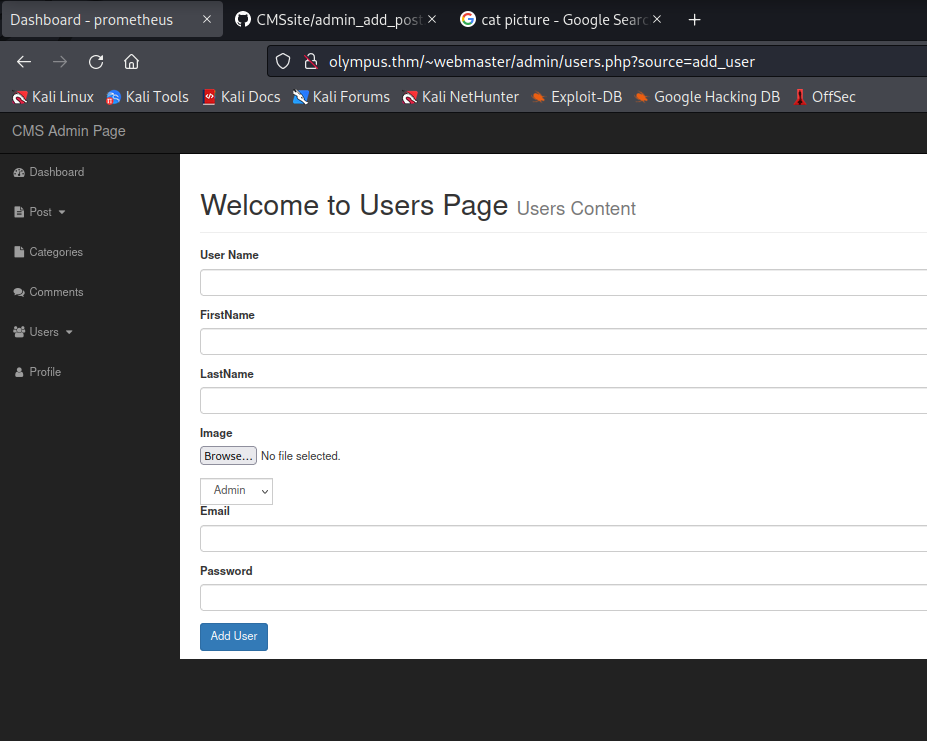 Dashboard - prometheus
CMSsite/admin_add_post
cat picture - Google Sear
olympus.thm/~webmaster/admin/users.php?source=add_user
Kali Linux Kali Tools Kali Docs Kali Forums Kali NetHunter Exploit-DB Google Hacking DB OffSec
CMS Admin Page
Dashboard
Post
Categories
Comments
Users
Profile
Welcome to Users Page Users Content
User Name
FirstName
LastName
Image
Browse... No file selected.
Admin
Email
Password
Add User